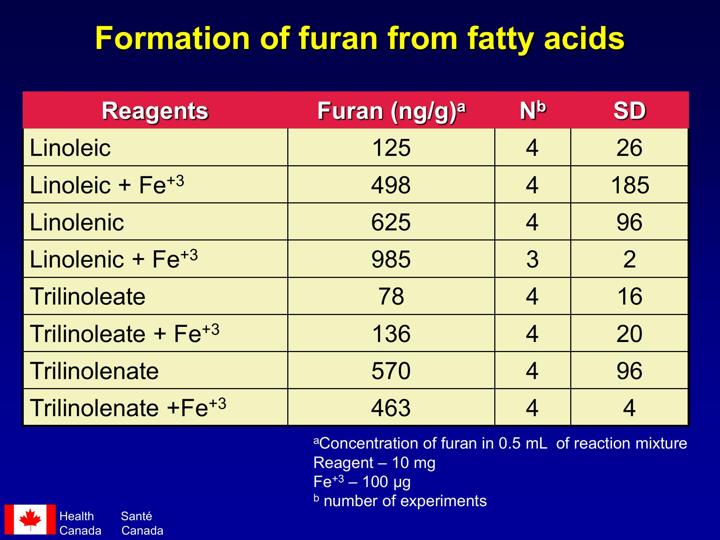 Formation of furan from fatty acids
Reagents Furan (ng/g)ᵃ Nᵇ SD
Linoleic 125 4 26
Linoleic + Fe⁺³ 498 4 185
Linolenic 625 4 96
Linolenic + Fe⁺³ 985 3 2
Trilinoleate 78 4 16
Trilinoleate + Fe⁺³ 136 4 20
Trilinolenate 570 4 96
Trilinolenate +Fe⁺³ 463 4 4
ᵃConcentration of furan in 0.5 mL of reaction mixture
Reagent – 10 mg
Fe⁺³ – 100 µg
ᵇ number of experiments
Health Santé
Canada Canada